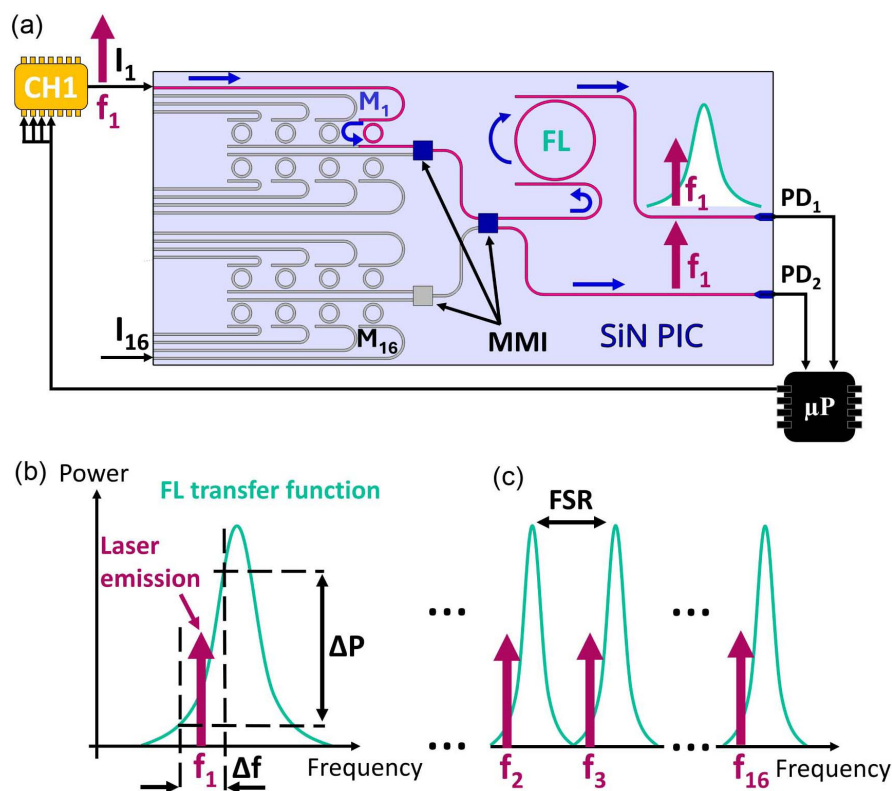 (a)
I1
CH1
f1
M1
FL
f1
PD1
f1
PD2
I16
M16
MMI
SiN PIC
µP
(b)
Power
FL transfer function
Laser
emission
ΔP
f1
Δf
Frequency
(c)
FSR
...
...
...
...
f2
f3
f16
Frequency